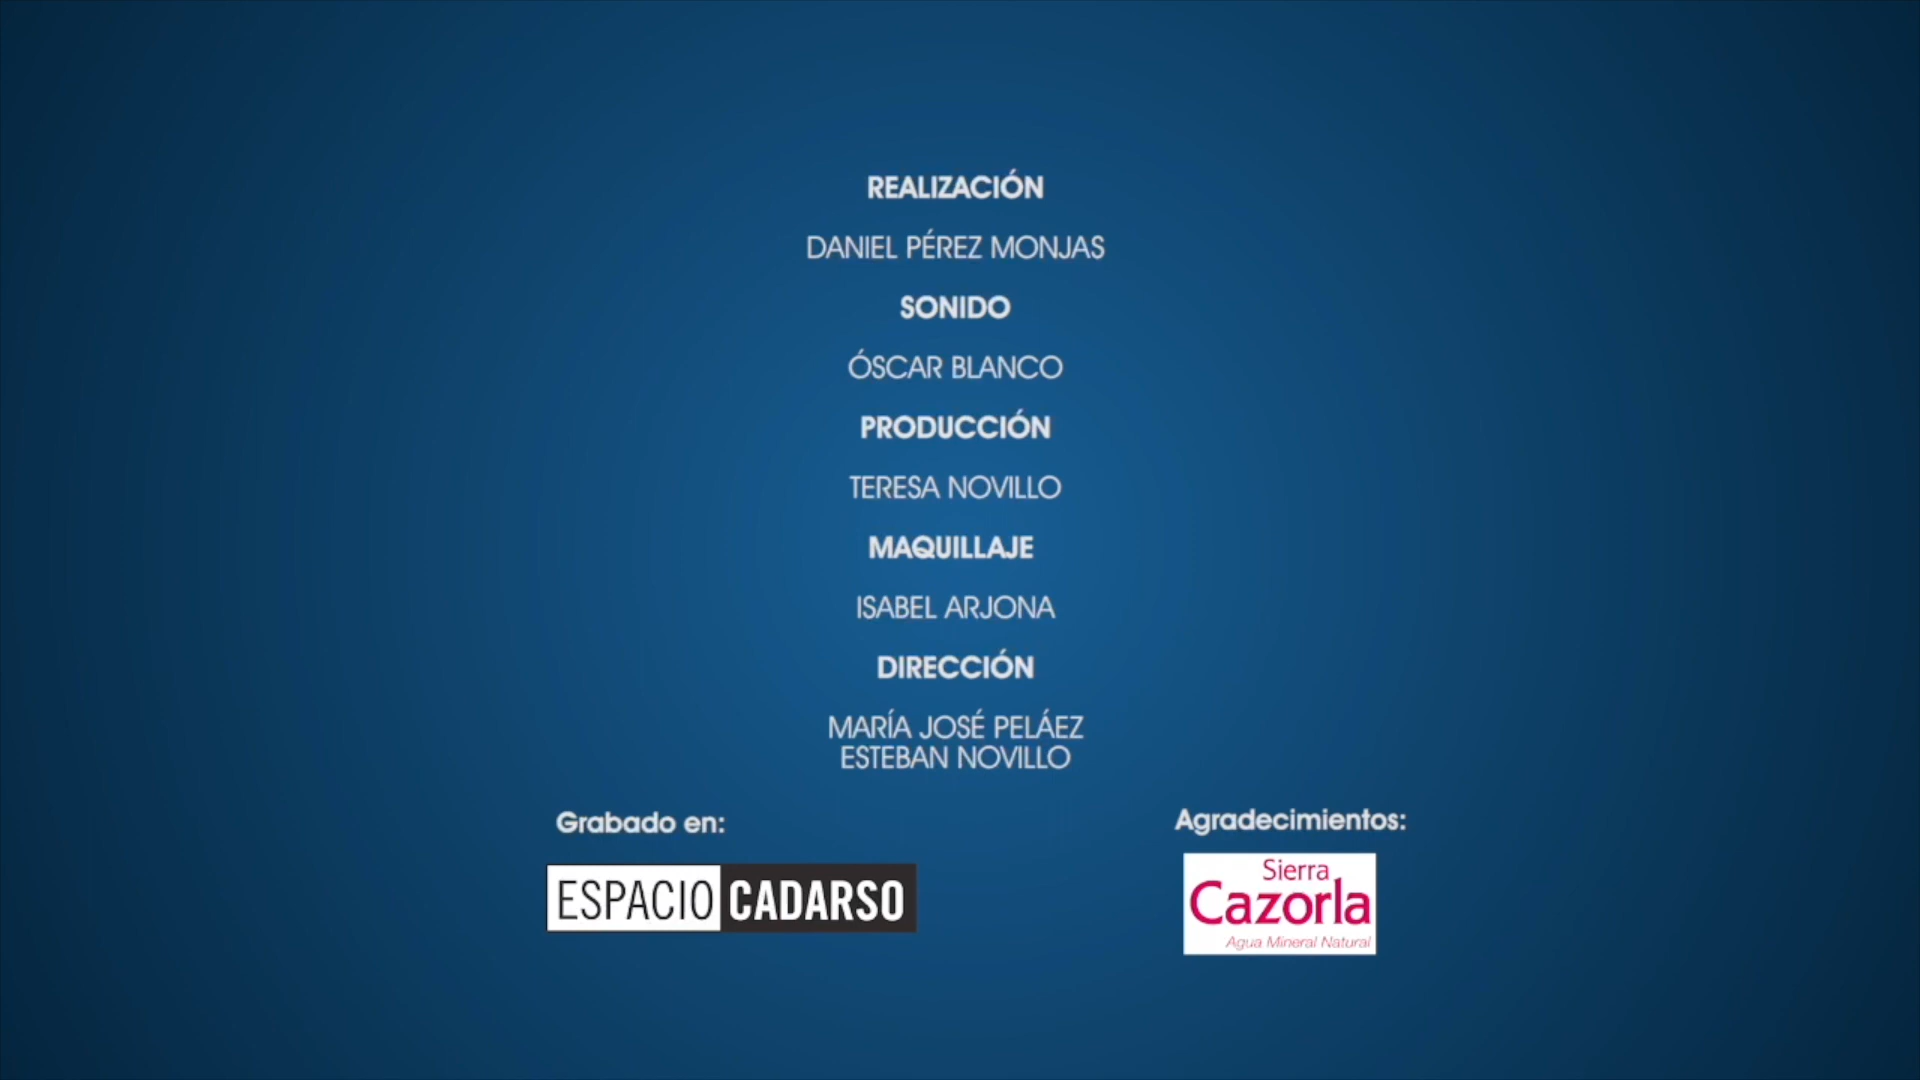 REALIZACIÓN
DANIEL PÉREZ MONJAS
SONIDO
ÓSCAR BLANCO
PRODUCCIÓN
TERESA NOVILLO
MAQUILLAJE
ISABEL ARJONA
DIRECCIÓN
MARÍA JOSÉ PELÁEZ
ESTEBAN NOVILLO
Grabado en:
ESPACIO CADARSO
Agradecimientos:
Sierra
Cazorla
Agua Mineral Natural